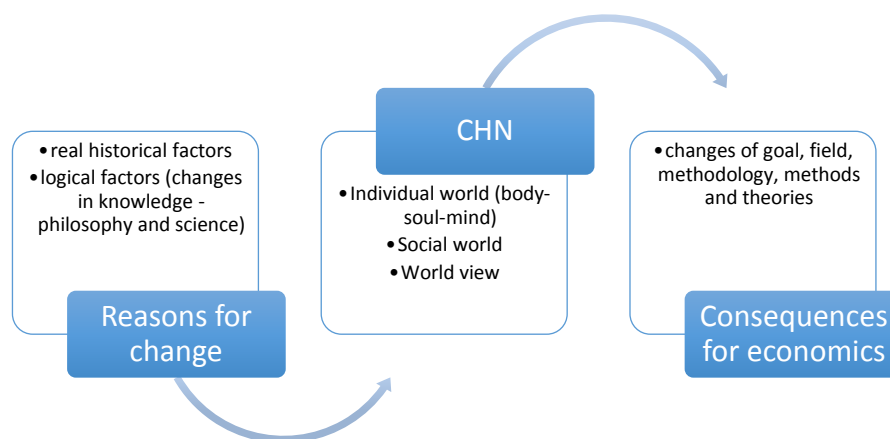 •real historical factors
•logical factors (changes
in knowledge -
philosophy and science)
Reasons for
change
CHN
•Individual world (body-
soul-mind)
•Social world
•World view
•changes of goal, field,
methodology, methods
and theories
Consequences
for economics